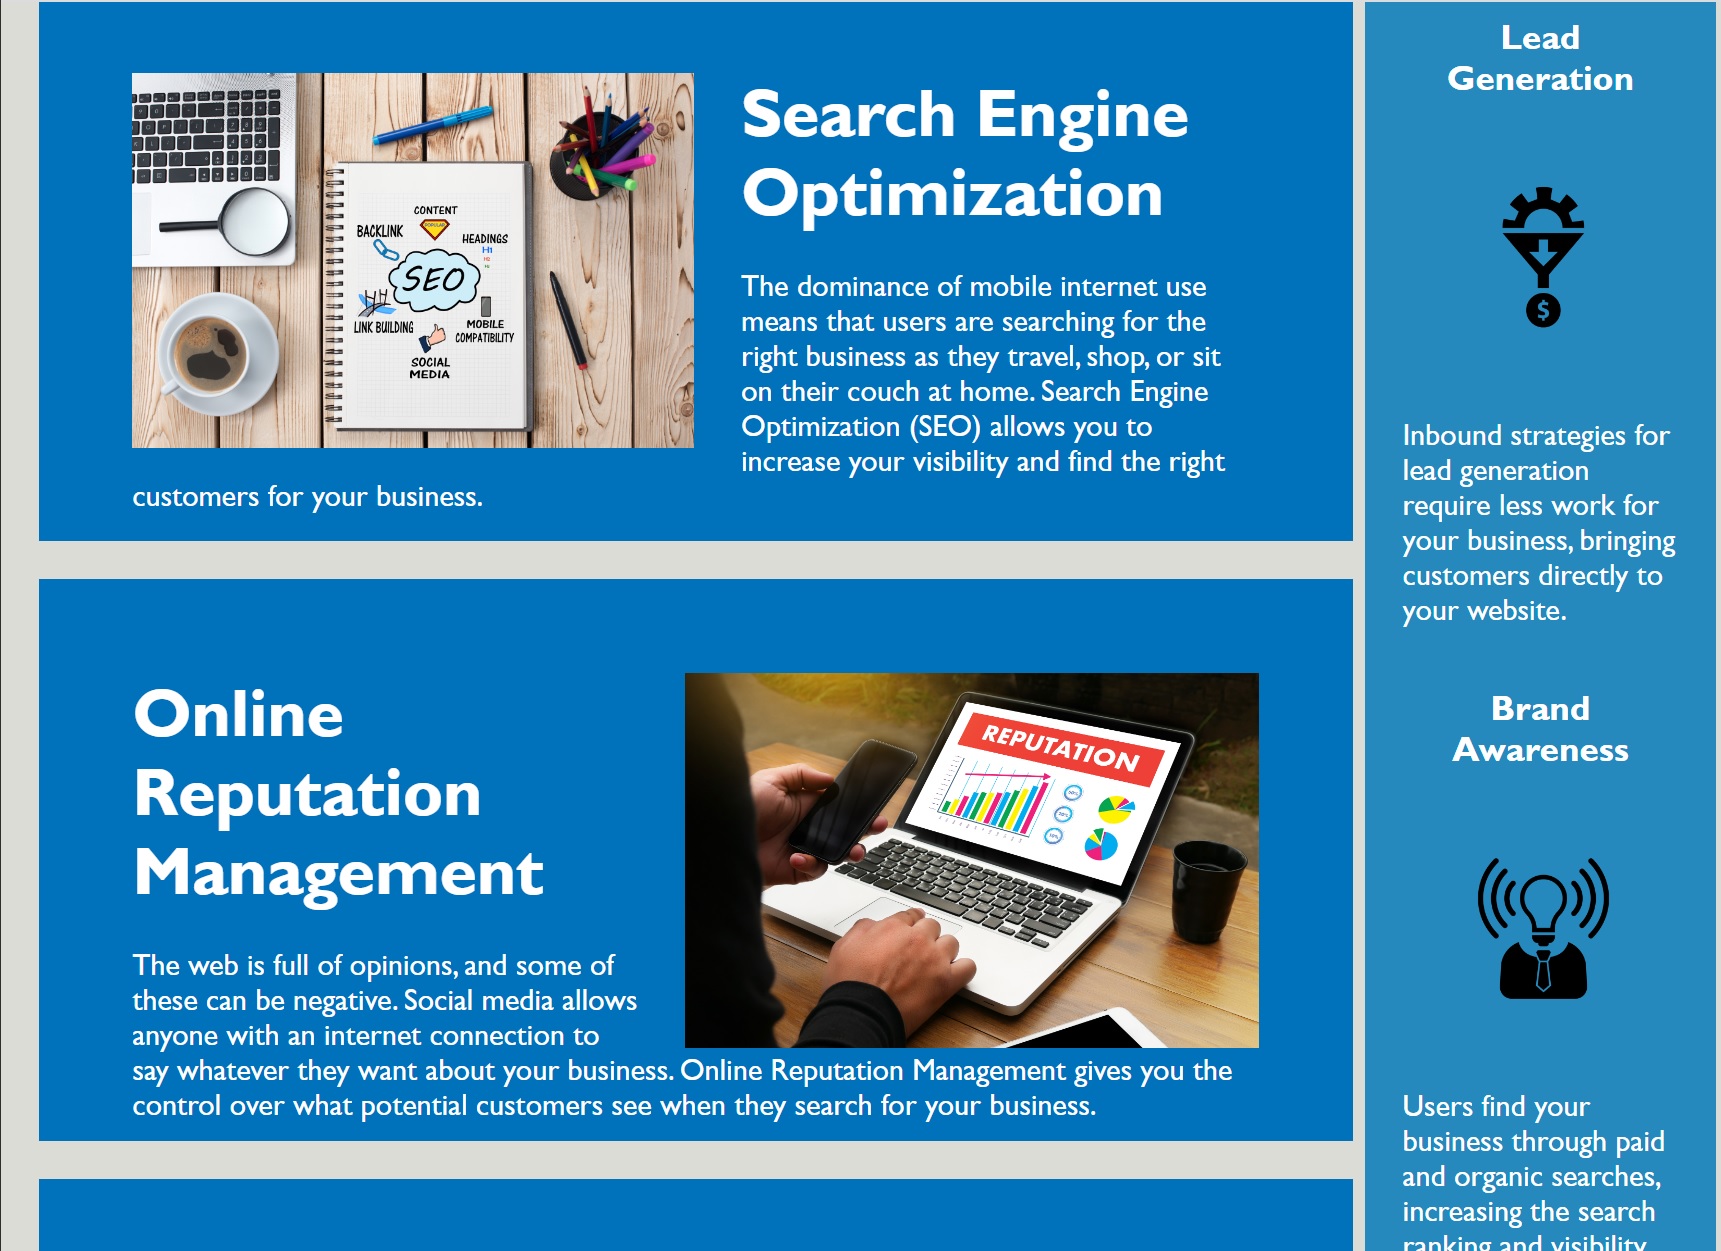 Search Engine
Optimization
CONTENT
BACKLINK
HEADINGS
H1
SEO
LINK BUILDING
MOBILE
COMPATIBILITY
SOCIAL
MEDIA
The dominance of mobile internet use
means that users are searching for the
right business as they travel, shop, or sit
on their couch at home. Search Engine
Optimization (SEO) allows you to
increase your visibility and find the right
customers for your business.
Online
Reputation
Management
REPUTATION
The web is full of opinions, and some of
these can be negative. Social media allows
anyone with an internet connection to
say whatever they want about your business. Online Reputation Management gives you the
control over what potential customers see when they search for your business.
Lead
Generation
$
Inbound strategies for
lead generation
require less work for
your business, bringing
customers directly to
your website.
Brand
Awareness
Users find your
business through paid
and organic searches,
increasing the search
ranking and visibility